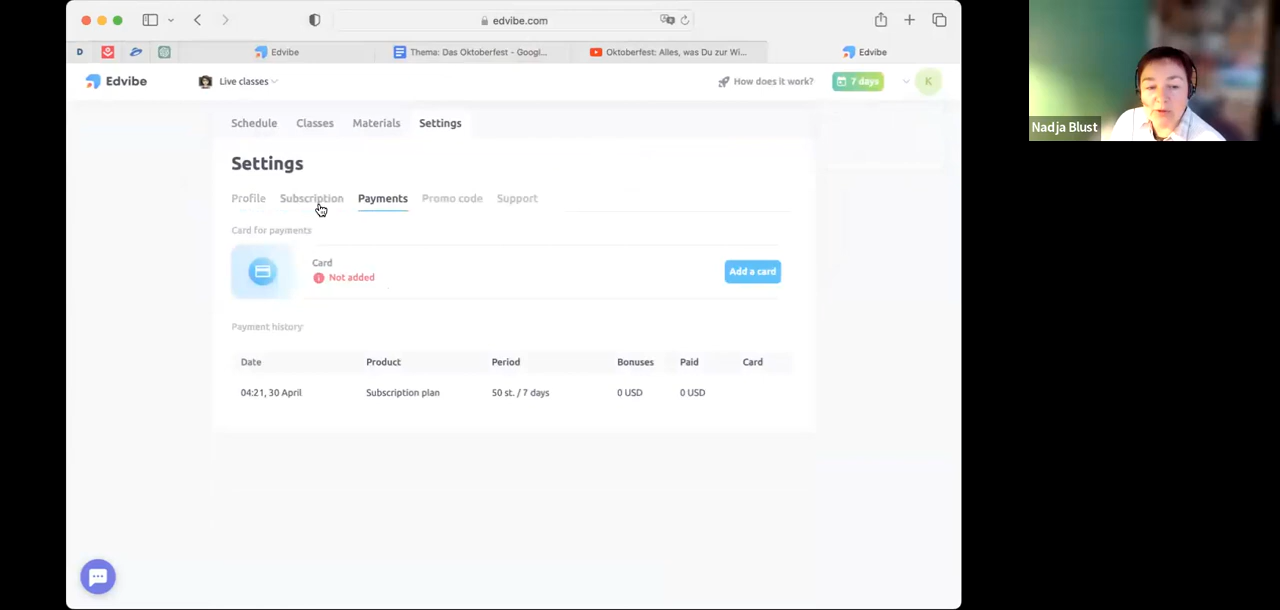 edvibe.com
D
Edvibe
Thema: Das Oktoberfest - Googl...
Oktoberfest: Alles, was Du zur Wi...
Edvibe
Edvibe
Live classes
How does it work?
7 days
K
Schedule
Classes
Materials
Settings
Settings
Profile
Subscription
Payments
Promo code
Support
Card for payments
Card
Not added
Add a card
Payment history
Date
Product
Period
Bonuses
Paid
Card
04:21, 30 April
Subscription plan
50 st. / 7 days
0 USD
0 USD
Nadja Blust